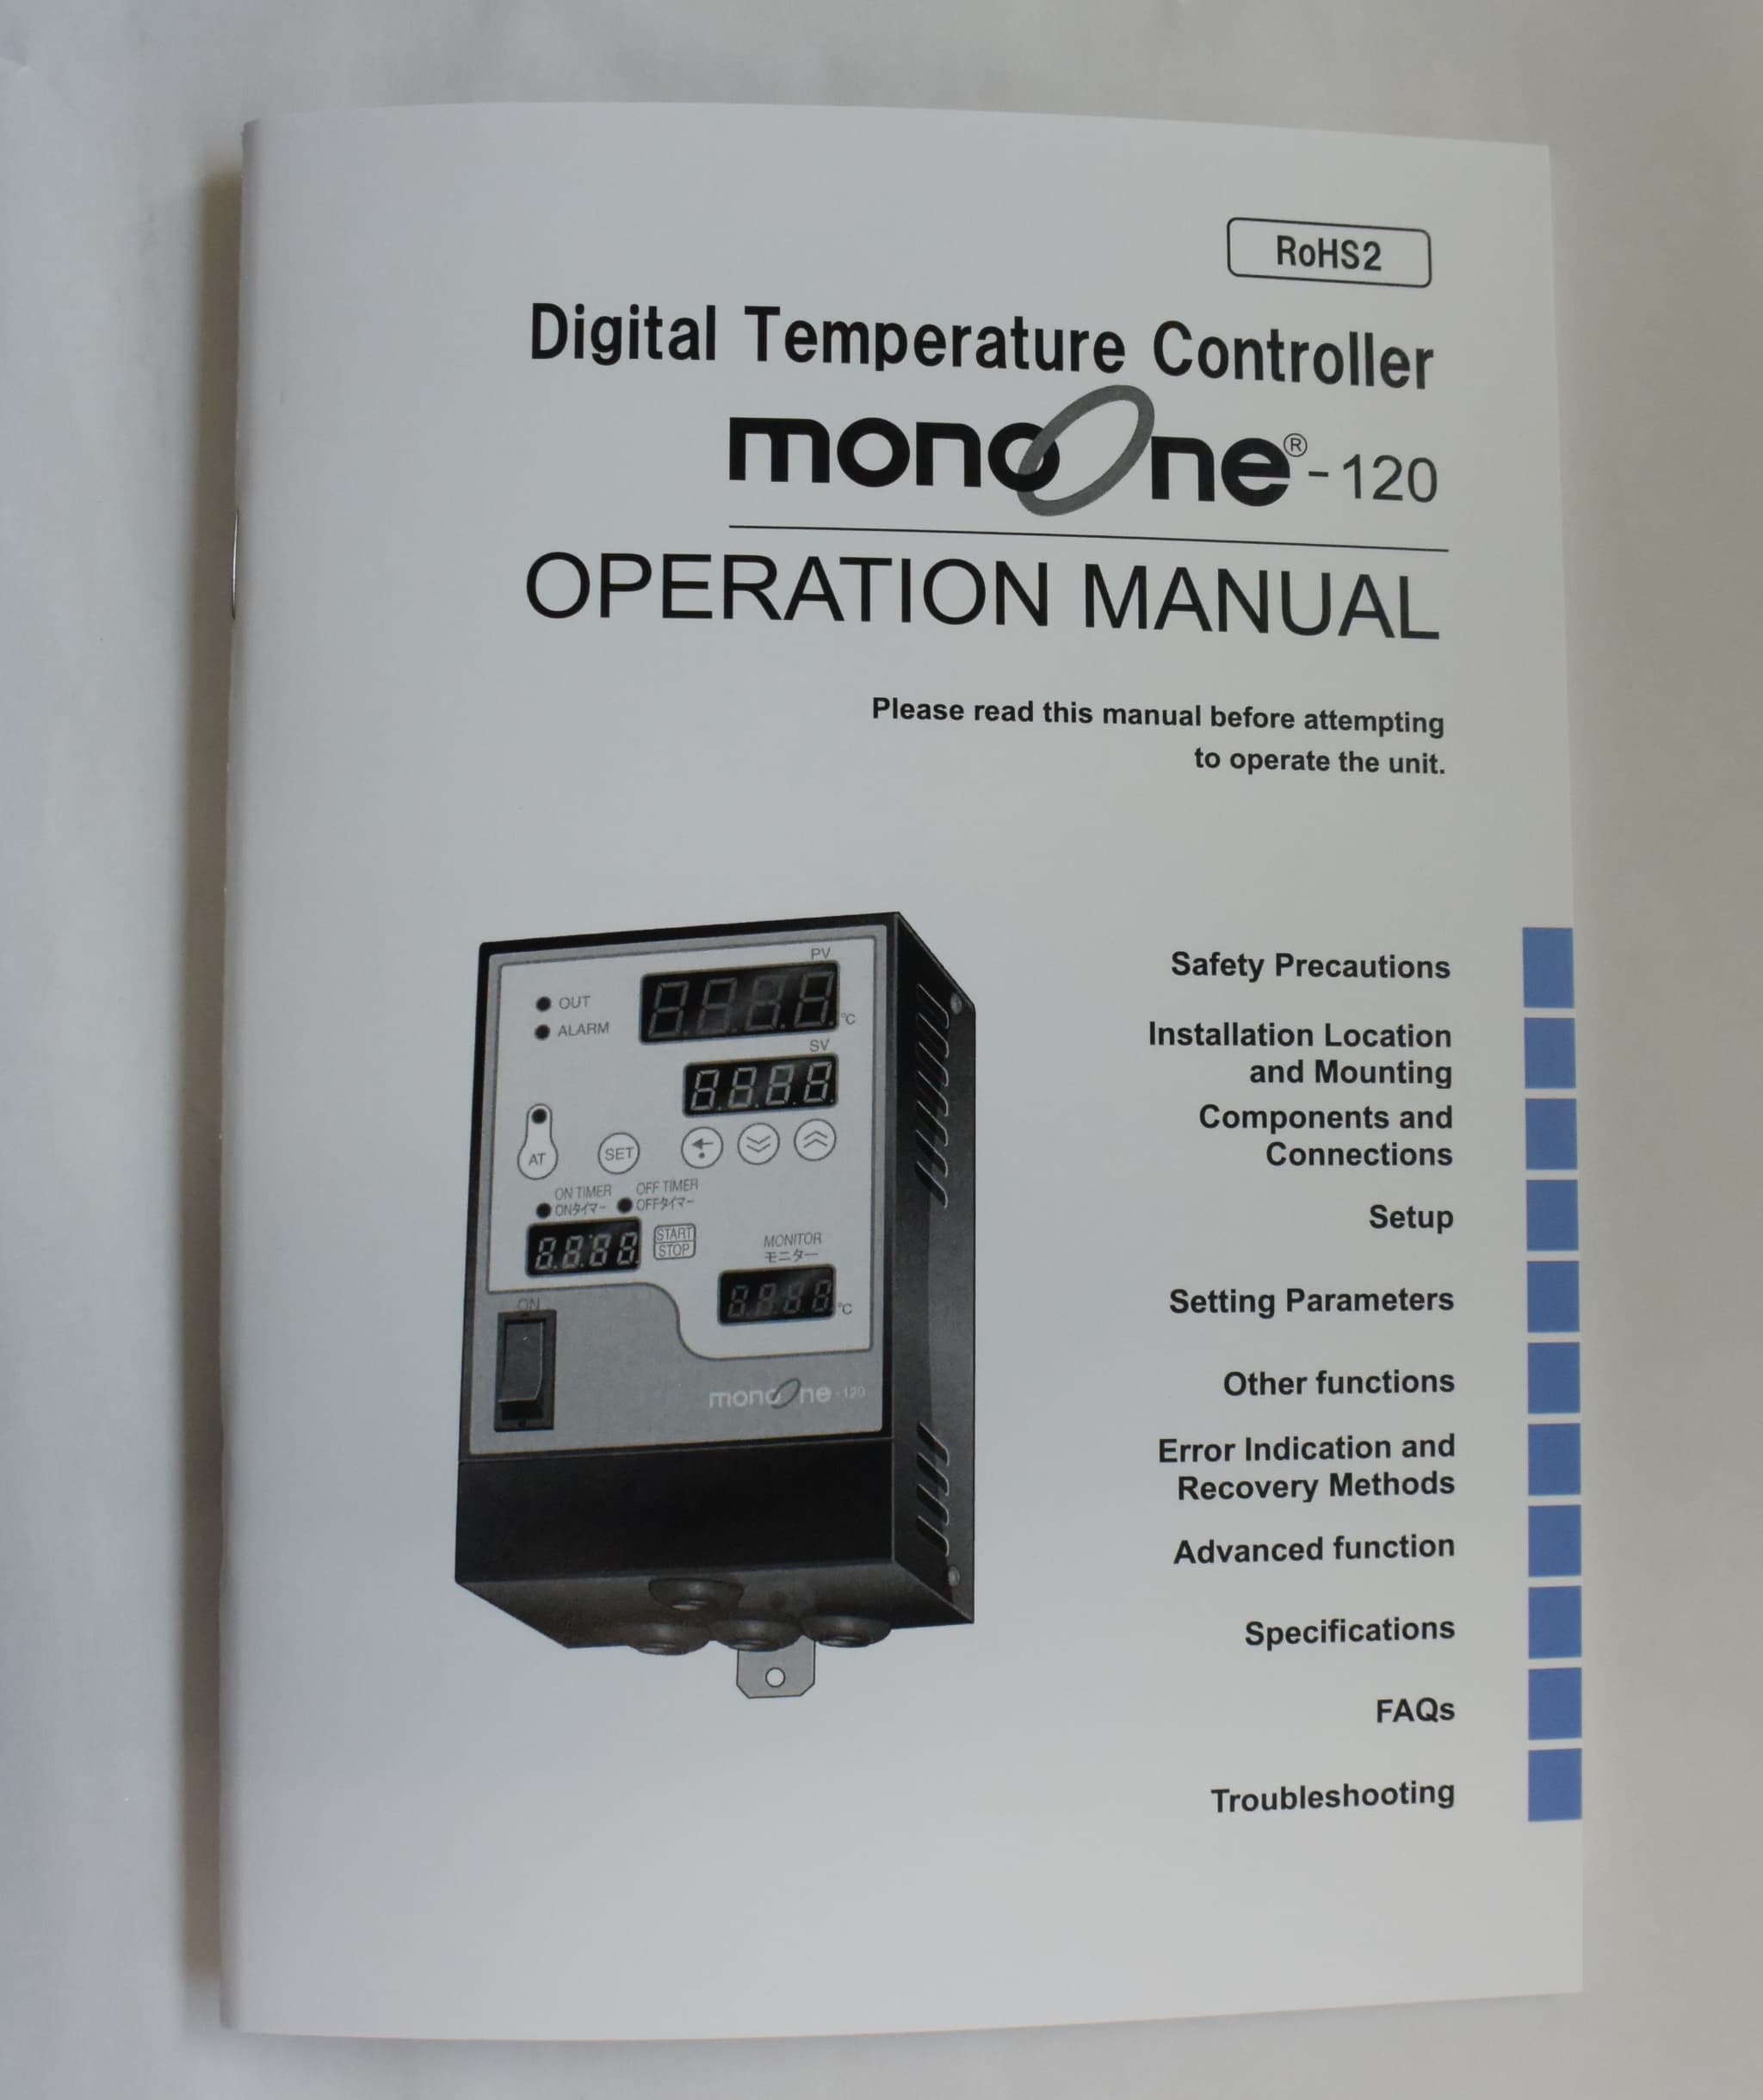 RoHS2
Digital Temperature Controller
monoOne®-120
OPERATION MANUAL
Please read this manual before attempting
to operate the unit.
PV
OUT
ALARM
℃
SV
AT
SET
ON TIMER OFF TIMER
ONタイマー OFFタイマー
START
STOP
MONITOR
モニター
℃
ON
monoOne-120
Safety Precautions
Installation Location
and Mounting
Components and
Connections
Setup
Setting Parameters
Other functions
Error Indication and
Recovery Methods
Advanced function
Specifications
FAQs
Troubleshooting